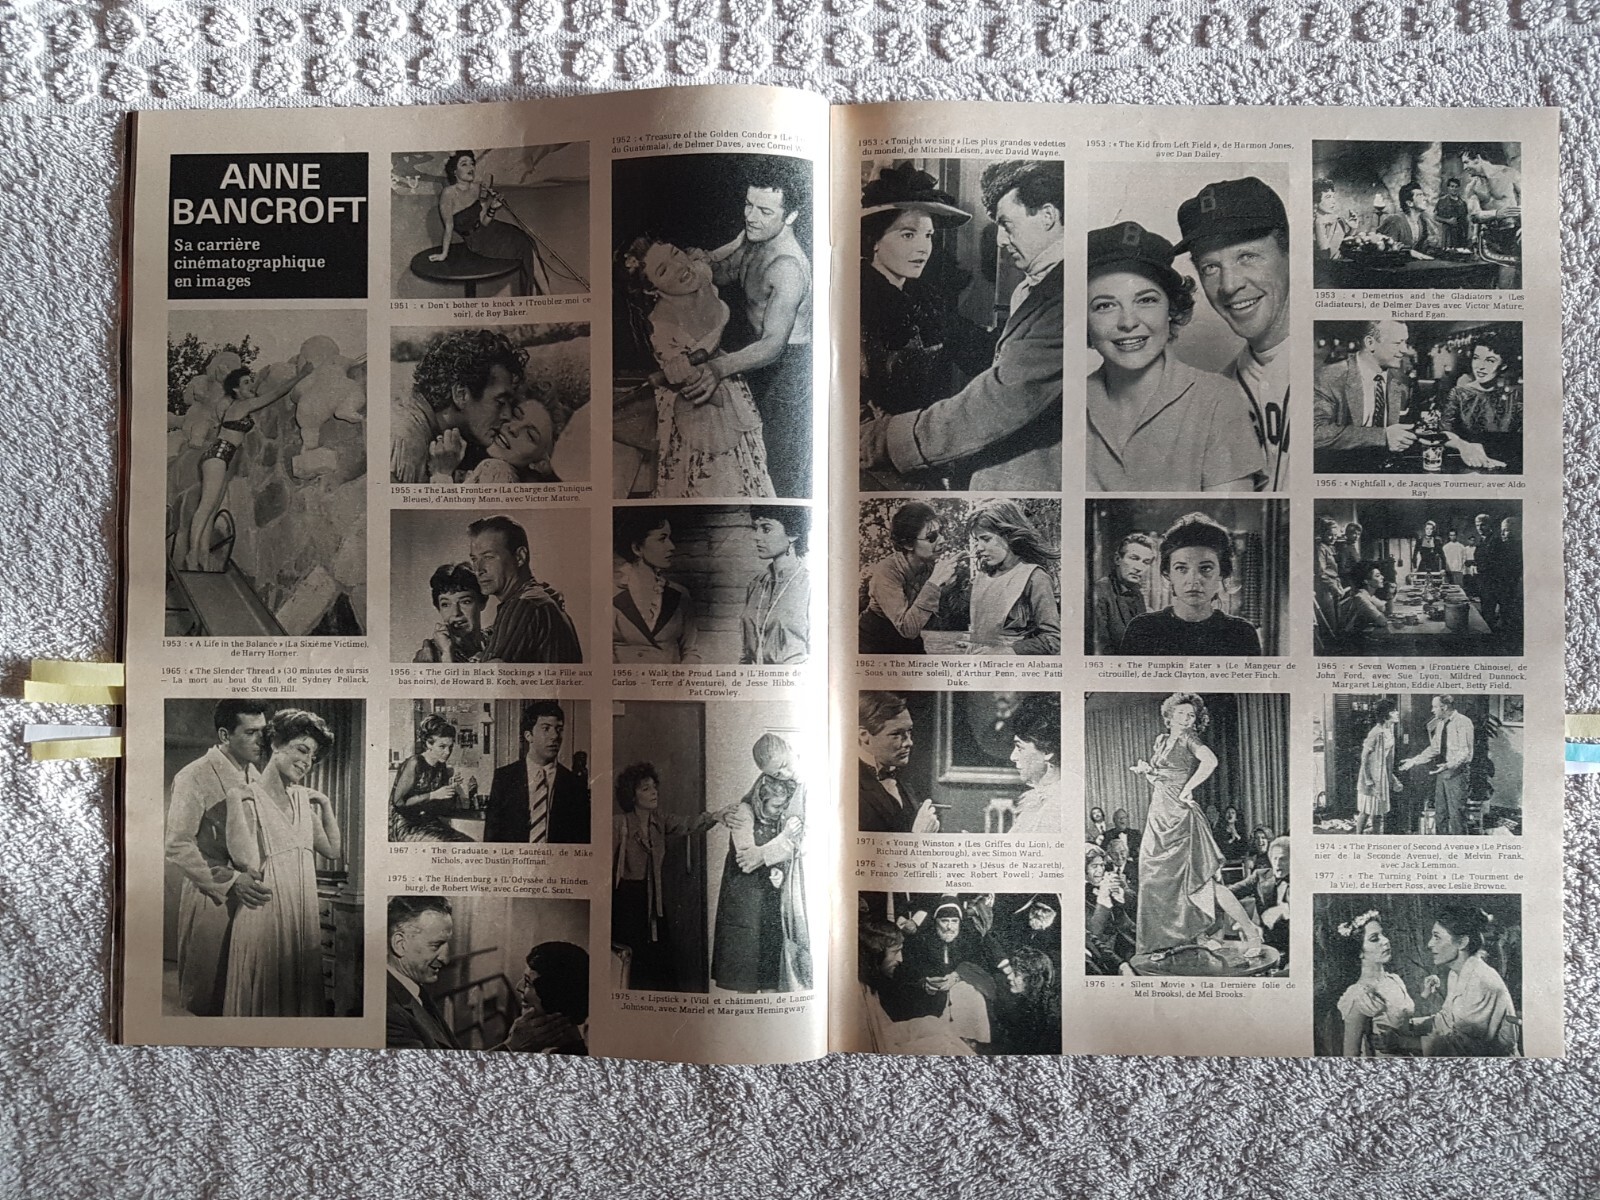 ANNE
BANCROFT
Sa carrière
cinématographique
en images
1953 : « A Life in the Balance » (La Sixième Victime),
de Harry Horner.
1965 : « The Slender Thread » (30 minutes de sursis
— La mort au bout du fil), de Sydney Pollack,
avec Steven Hill.
1951 : « Don't bother to knock » (Troublez-moi ce
soir), de Roy Baker.
1955 : « The Last Frontier » (La Charge des Tuniques
Bleues), d'Anthony Mann, avec Victor Mature.
1956 : « The Girl in Black Stockings » (La Fille aux
bas noirs), de Howard B. Koch, avec Lex Barker.
1967 : « The Graduate » (Le Lauréat), de Mike
Nichols, avec Dustin Hoffman.
1975 : « The Hindenburg » (L'Odyssée du Hinden
burg), de Robert Wise, avec George C. Scott.
1952 : « Treasure of the Golden Condor » (Le
du Guatémala), de Delmer Daves, avec Cornel W
1956 : « Walk the Proud Land » (L'Homme de
Carlos — Terre d'Aventure), de Jesse Hibbs,
Pat Crowley.
1975 : « Lipstick » (Viol et châtiment), de Lamon
Johnson, avec Mariel et Margaux Hemingway.
1953 : « Tonight we sing » (Les plus grandes vedettes
du monde), de Mitchell Leisen, avec David Wayne.
1962 : « The Miracle Worker » (Miracle en Alabama
— Sous un autre soleil), d'Arthur Penn, avec Patti
Duke.
1971 : « Young Winston » (Les Griffes du Lion), de
Richard Attenborough), avec Simon Ward.
1976 : « Jesus of Nazareth » (Jésus de Nazareth),
de Franco Zeffirelli ; avec Robert Powell ; James
Mason.
1953 : « The Kid from Left Field », de Harmon Jones,
avec Dan Dailey.
B
B
1963 : « The Pumpkin Eater » (Le Mangeur de
citrouille), de Jack Clayton, avec Peter Finch.
1976 : « Silent Movie » (La Dernière folie de
Mel Brooks), de Mel Brooks.
1953 : « Demetrius and the Gladiators » (Les
Gladiateurs), de Delmer Daves avec Victor Mature,
Richard Egan.
1956 : « Nightfall », de Jacques Tourneur, avec Aldo
Ray.
1965 : « Seven Women » (Frontière Chinoise), de
John Ford, avec Sue Lyon, Mildred Dunnock,
Margaret Leighton, Eddie Albert, Betty Field.
1974 : « The Prisoner of Second Avenue » (Le Prison-
nier de la Seconde Avenue), de Melvin Frank,
avec Jack Lemmon.
1977 : « The Turning Point » (Le Tourment de
la Vie), de Herbert Ross, avec Leslie Browne.